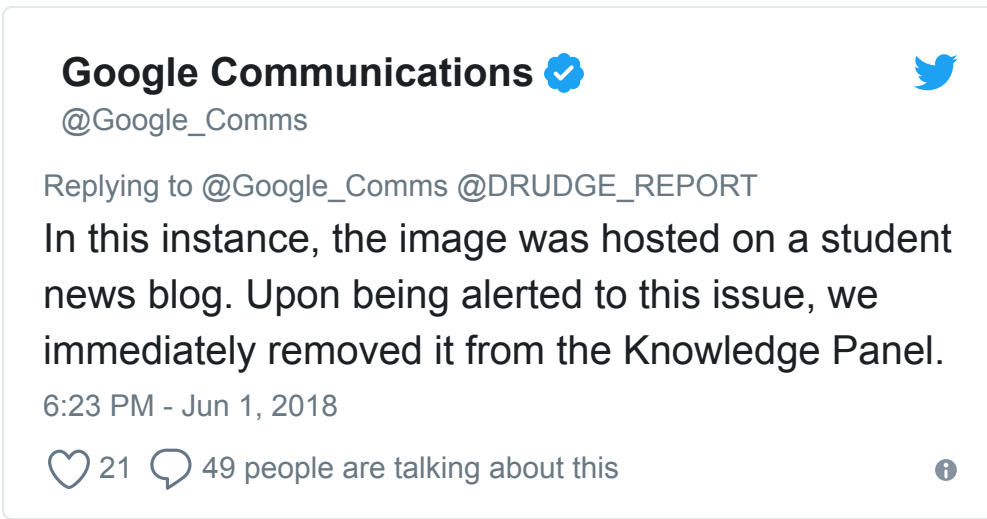 Google Communications
@Google_Comms
Replying to @Google_Comms @DRUDGE_REPORT
In this instance, the image was hosted on a student
news blog. Upon being alerted to this issue, we
immediately removed it from the Knowledge Panel.
6:23 PM - Jun 1, 2018
21 49 people are talking about this